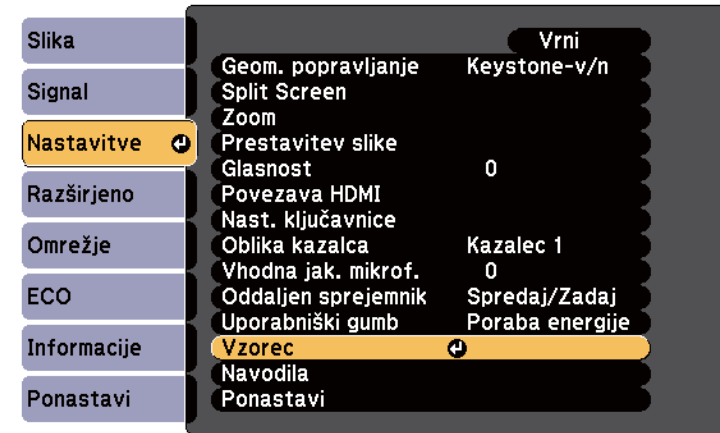 Slika
Signal
Nastavitve
Razširjeno
Omrežje
ECO
Informacije
Ponastavi
Vrni
Geom. popravljanje Keystone-v/n
Split Screen
Zoom
Prestavitev slike
Glasnost 0
Povezava HDMI
Nast. ključavnice
Oblika kazalca Kazalec 1
Vhodna jak. mikrof. 0
Oddaljen sprejemnik Spredaj/Zadaj
Uporabniški gumb Poraba energije
Vzorec
Navodila
Ponastavi